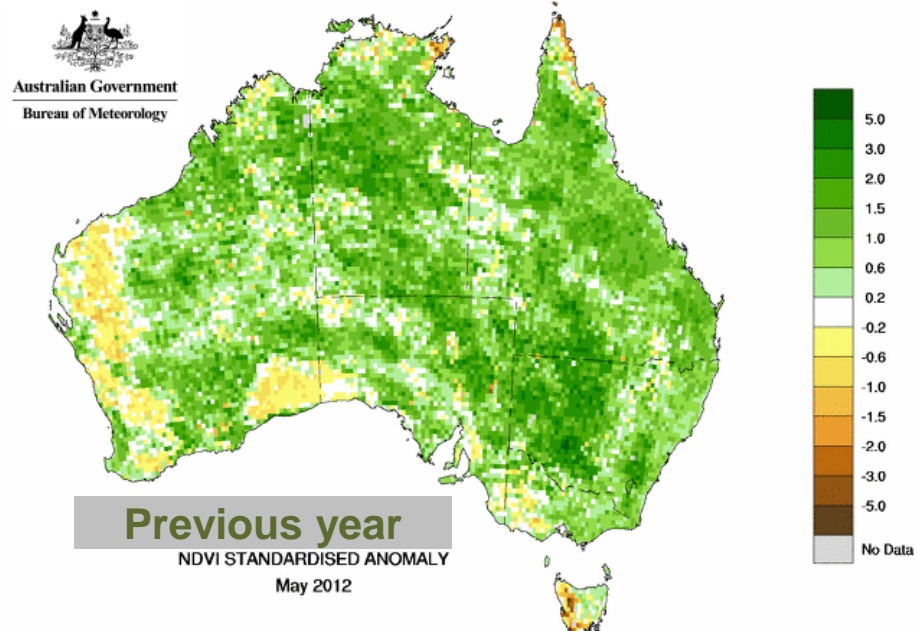 Australian Government
Bureau of Meteorology
5.0
3.0
2.0
1.5
1.0
0.6
0.2
-0.2
-0.6
-1.0
-1.5
-2.0
-3.0
-5.0
No Data
Previous year
NDVI STANDARDISED ANOMALY
May 2012